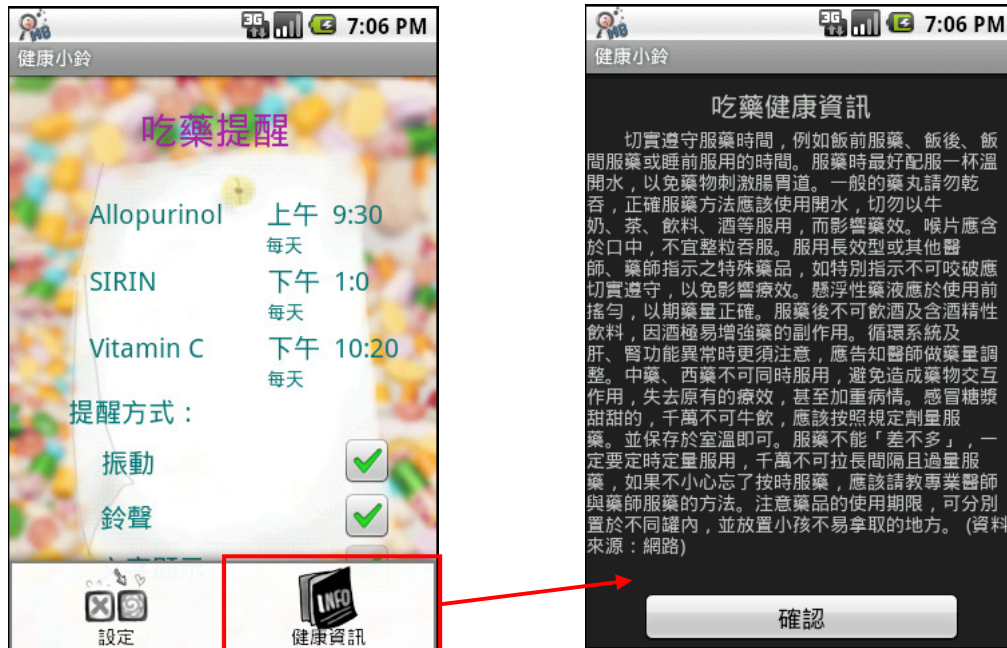 3G 7:06 PM
健康小鈴
吃藥提醒
Allopurinol 上午 9:30
每天
SIRIN 下午 1:0
每天
Vitamin C 下午 10:20
每天
提醒方式：
振動
鈴聲
設定
INFO
健康資訊
3G 7:06 PM
健康小鈴
吃藥健康資訊
切實遵守服藥時間，例如飯前服藥、飯後、飯
間服藥或睡前服用的時間。服藥時最好配服一杯溫
開水，以免藥物刺激腸胃道。一般的藥丸請勿乾
吞，正確服藥方法應該使用開水，切勿以牛
奶、茶、飲料、酒等服用，而影響藥效。喉片應含
於口中，不宜整粒吞服。服用長效型或其他醫
師、藥師指示之特殊藥品，如特別指示不可咬破應
切實遵守，以免影響療效。懸浮性藥液應於使用前
搖勻，以期藥量正確。服藥後不可飲酒及含酒精性
飲料，因酒極易增強藥的副作用。循環系統及
肝、腎功能異常時更須注意，應告知醫師做藥量調
整。中藥、西藥不可同時服用，避免造成藥物交互
作用，失去原有的療效，甚至加重病情。感冒糖漿
甜甜的，千萬不可牛飲，應該按照規定劑量服
藥。並保存於室溫即可。服藥不能「差不多」，一
定要定時定量服用，千萬不可拉長間隔且過量服
藥，如果不小心忘了按時服藥，應該請教專業醫師
與藥師服藥的方法。注意藥品的使用期限，可分別
置於不同罐內，並放置小孩不易拿取的地方。(資料
來源：網路)
確認